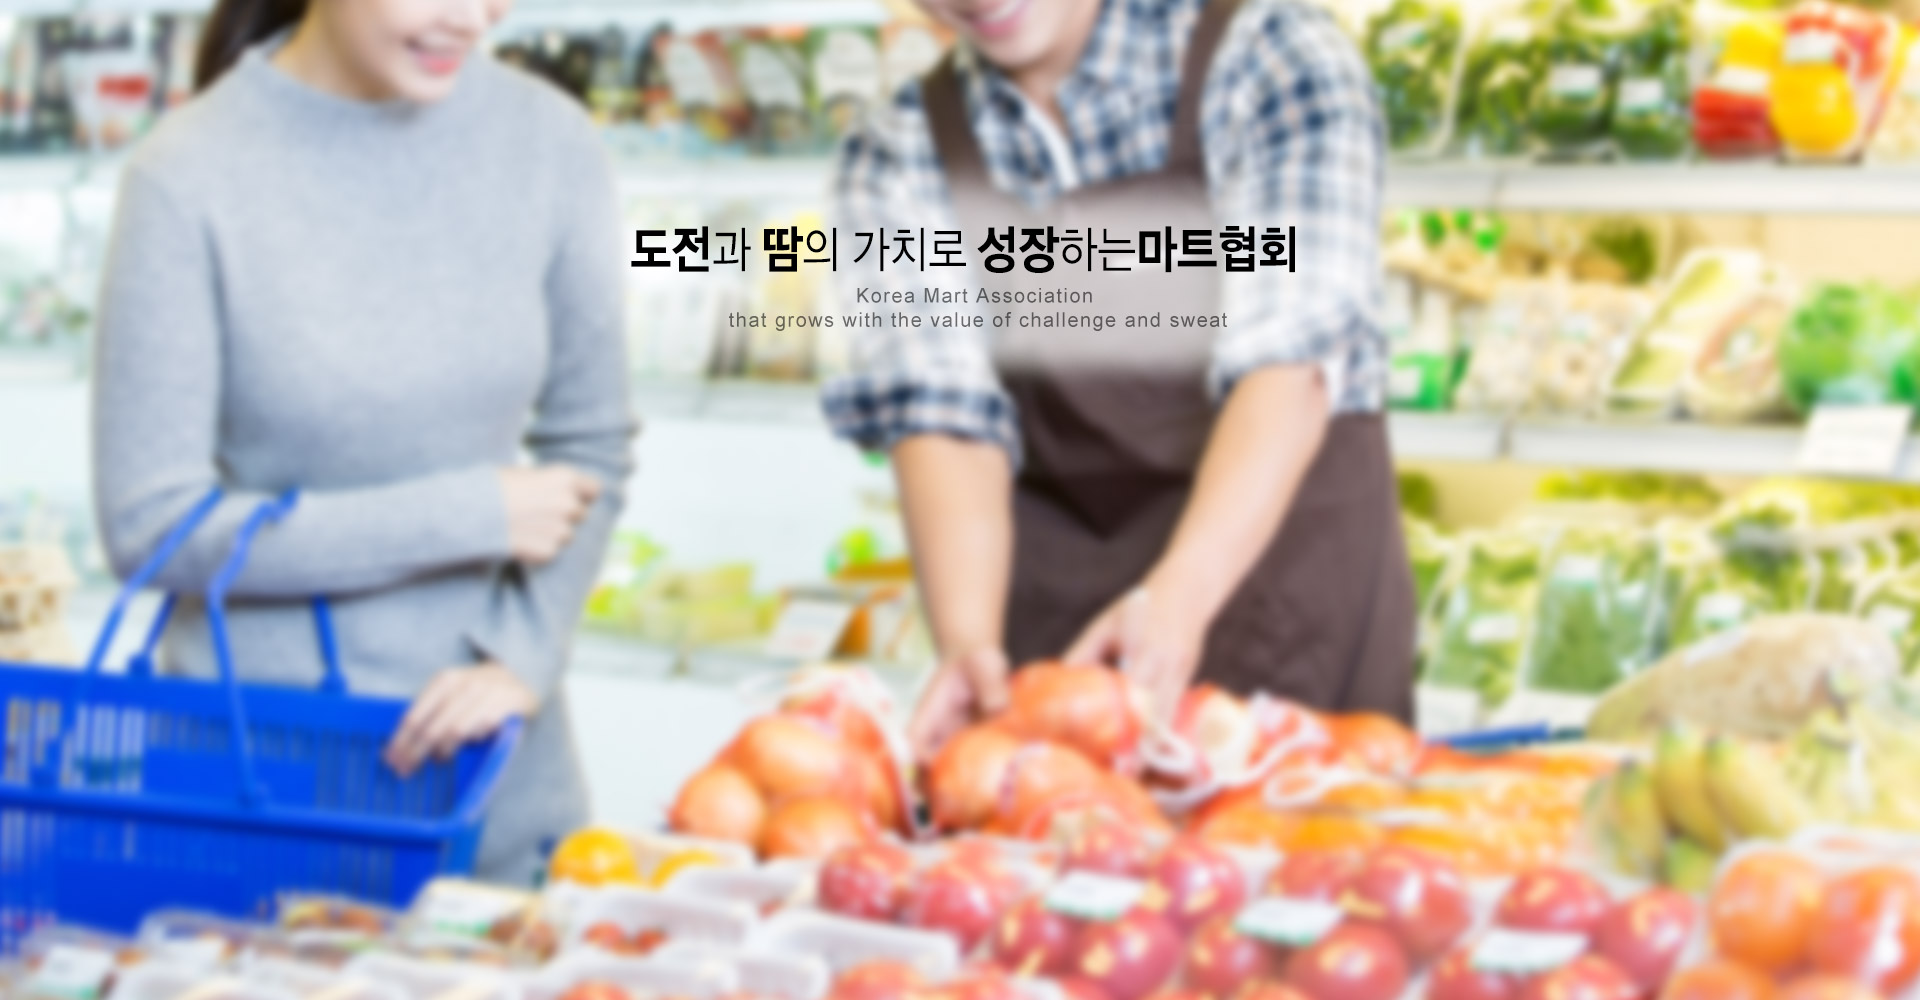 도전과 땀의 가치로 성장하는마트협회
Korea Mart Association
that grows with the value of challenge and sweat